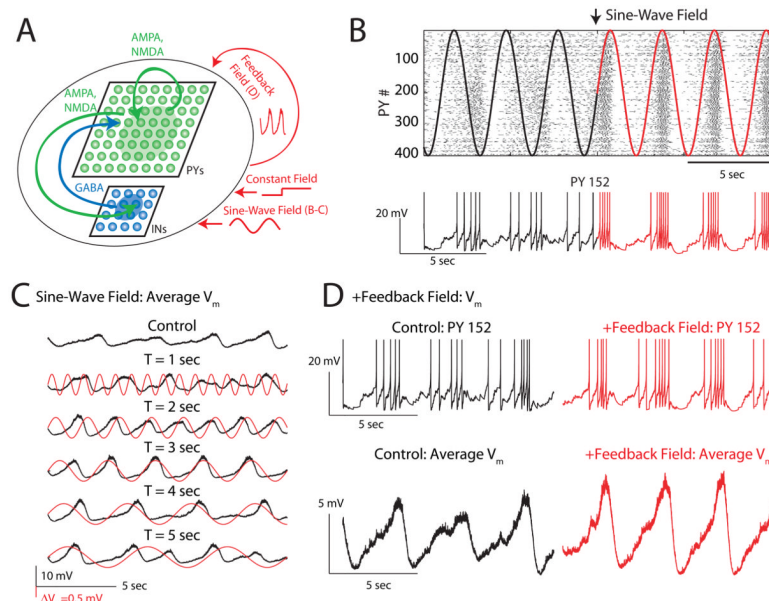 A
AMPA,
NMDA
AMPA,
NMDA
Feedback
Field (D)
PYs
GABA
INs
Constant Field
Sine-Wave Field (B-C)
B
Sine-Wave Field
PY #
100
200
300
400
5 sec
PY 152
20 mV
5 sec
C Sine-Wave Field: Average Vm
Control
T = 1 sec
T = 2 sec
T = 3 sec
T = 4 sec
T = 5 sec
10 mV
5 sec
=0.5 mV
D +Feedback Field: Vm
Control: PY 152
+Feedback Field: PY 152
20 mV
5 sec
Control: Average Vm
+Feedback Field: Average V
5 mV
5 sec